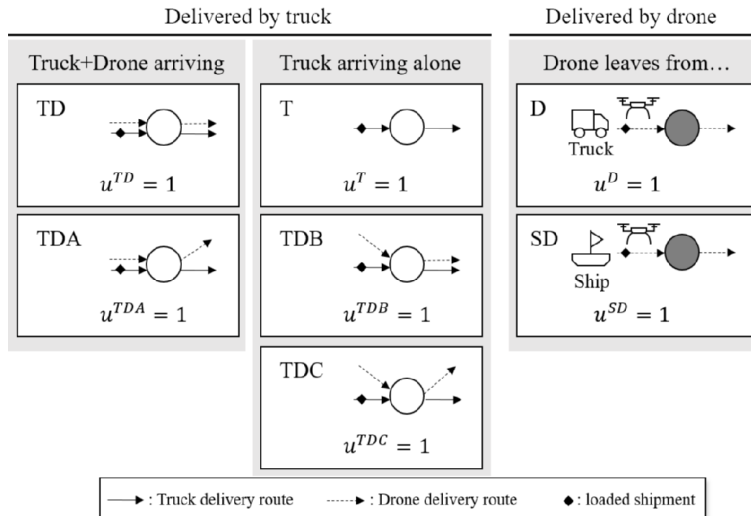 Delivered by truck
Delivered by drone
Truck+Drone arriving
Truck arriving alone
Drone leaves from…
TD
u^{TD} = 1
T
u^{T} = 1
D
Truck
u^{D} = 1
TDA
u^{TDA} = 1
TDB
u^{TDB} = 1
SD
Ship
u^{SD} = 1
TDC
u^{TDC} = 1
: Truck delivery route
: Drone delivery route
: loaded shipment